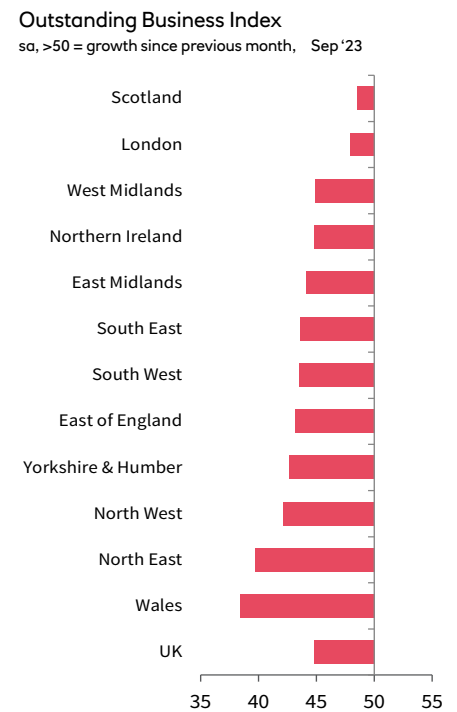 Outstanding Business Index
sa, >50 = growth since previous month, Sep ‘23
Scotland
London
West Midlands
Northern Ireland
East Midlands
South East
South West
East of England
Yorkshire & Humber
North West
North East
Wales
UK
35 40 45 50 55